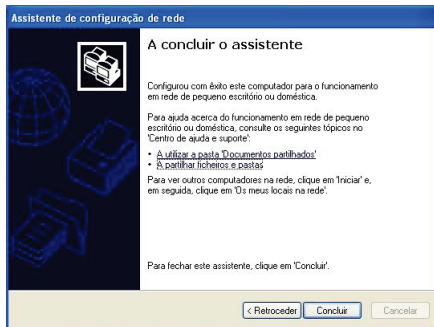 Assistente de configuração de rede
A concluir o assistente
Configurou com êxito este computador para o funcionamento
em rede de pequeno escritório ou doméstica.
Para ajuda acerca do funcionamento em rede de pequeno
escritório ou doméstica, consulte os seguintes tópicos no
'Centro de ajuda e suporte':
• A utilizar a pasta 'Documentos partilhados'
• A partilhar ficheiros e pastas
Para ver outros computadores na rede, clique em 'Iniciar' e,
em seguida, clique em 'Os meus locais na rede'.
Para fechar este assistente, clique em 'Concluir'.
< Retroceder Concluir Cancelar